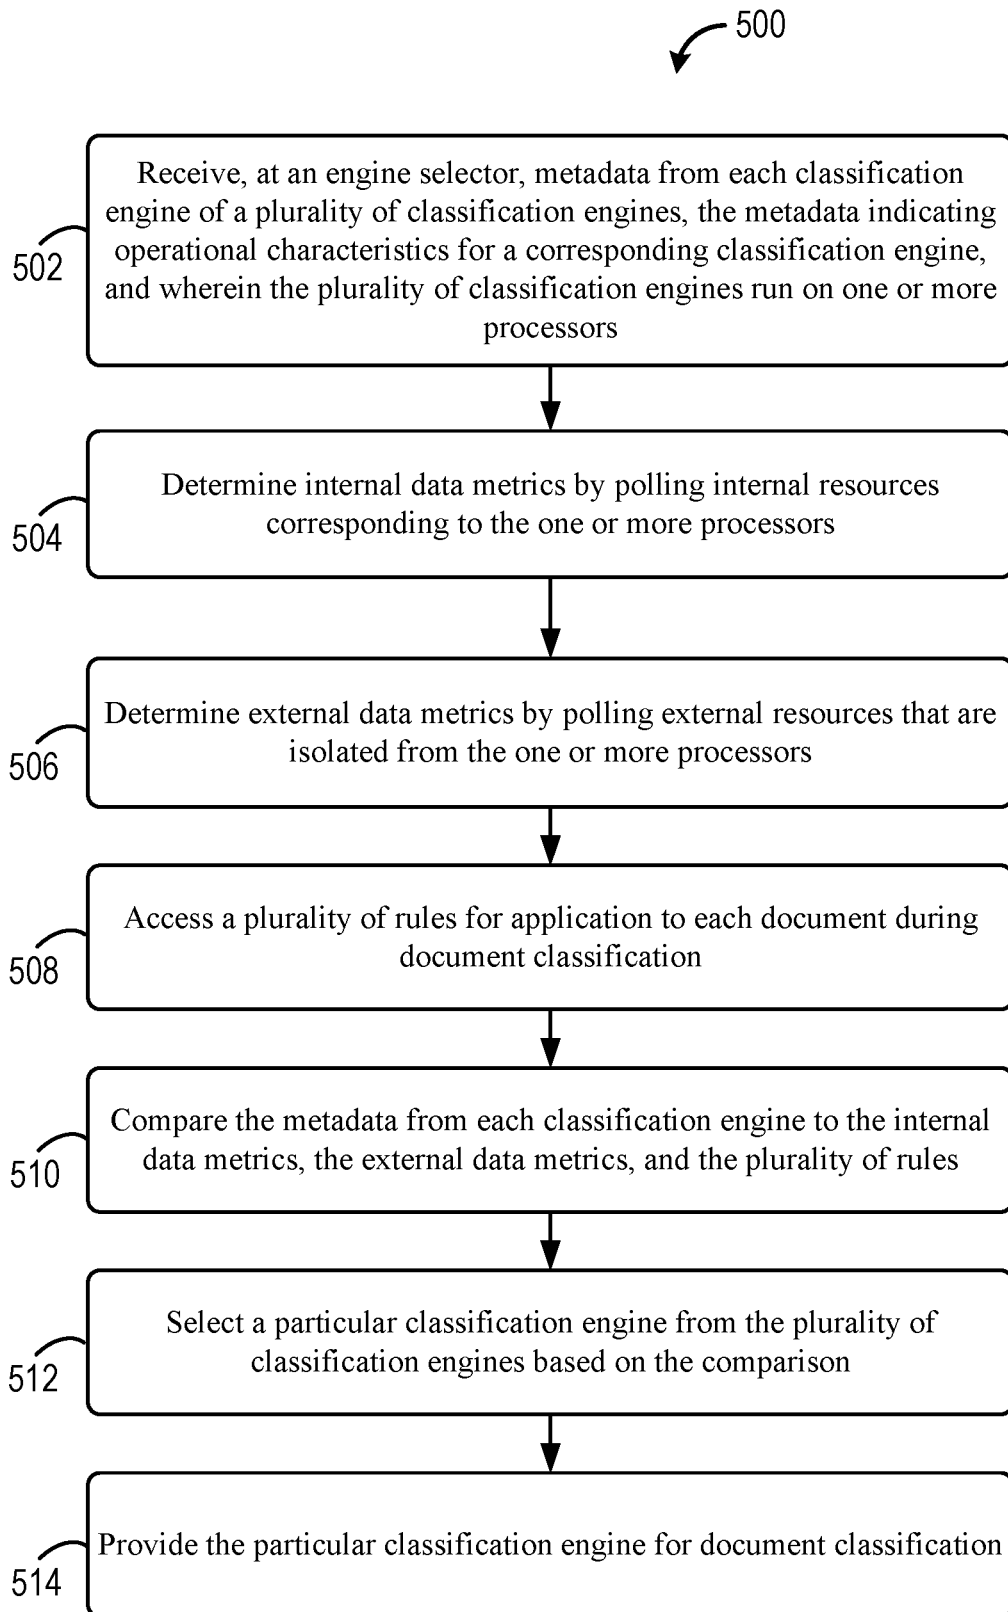 500
Receive, at an engine selector, metadata from each classification
engine of a plurality of classification engines, the metadata indicating
operational characteristics for a corresponding classification engine,
and wherein the plurality of classification engines run on one or more
processors
502
Determine internal data metrics by polling internal resources
corresponding to the one or more processors
504
Determine external data metrics by polling external resources that are
isolated from the one or more processors
506
Access a plurality of rules for application to each document during
document classification
508
Compare the metadata from each classification engine to the internal
data metrics, the external data metrics, and the plurality of rules
510
Select a particular classification engine from the plurality of
classification engines based on the comparison
512
Provide the particular classification engine for document classification
514